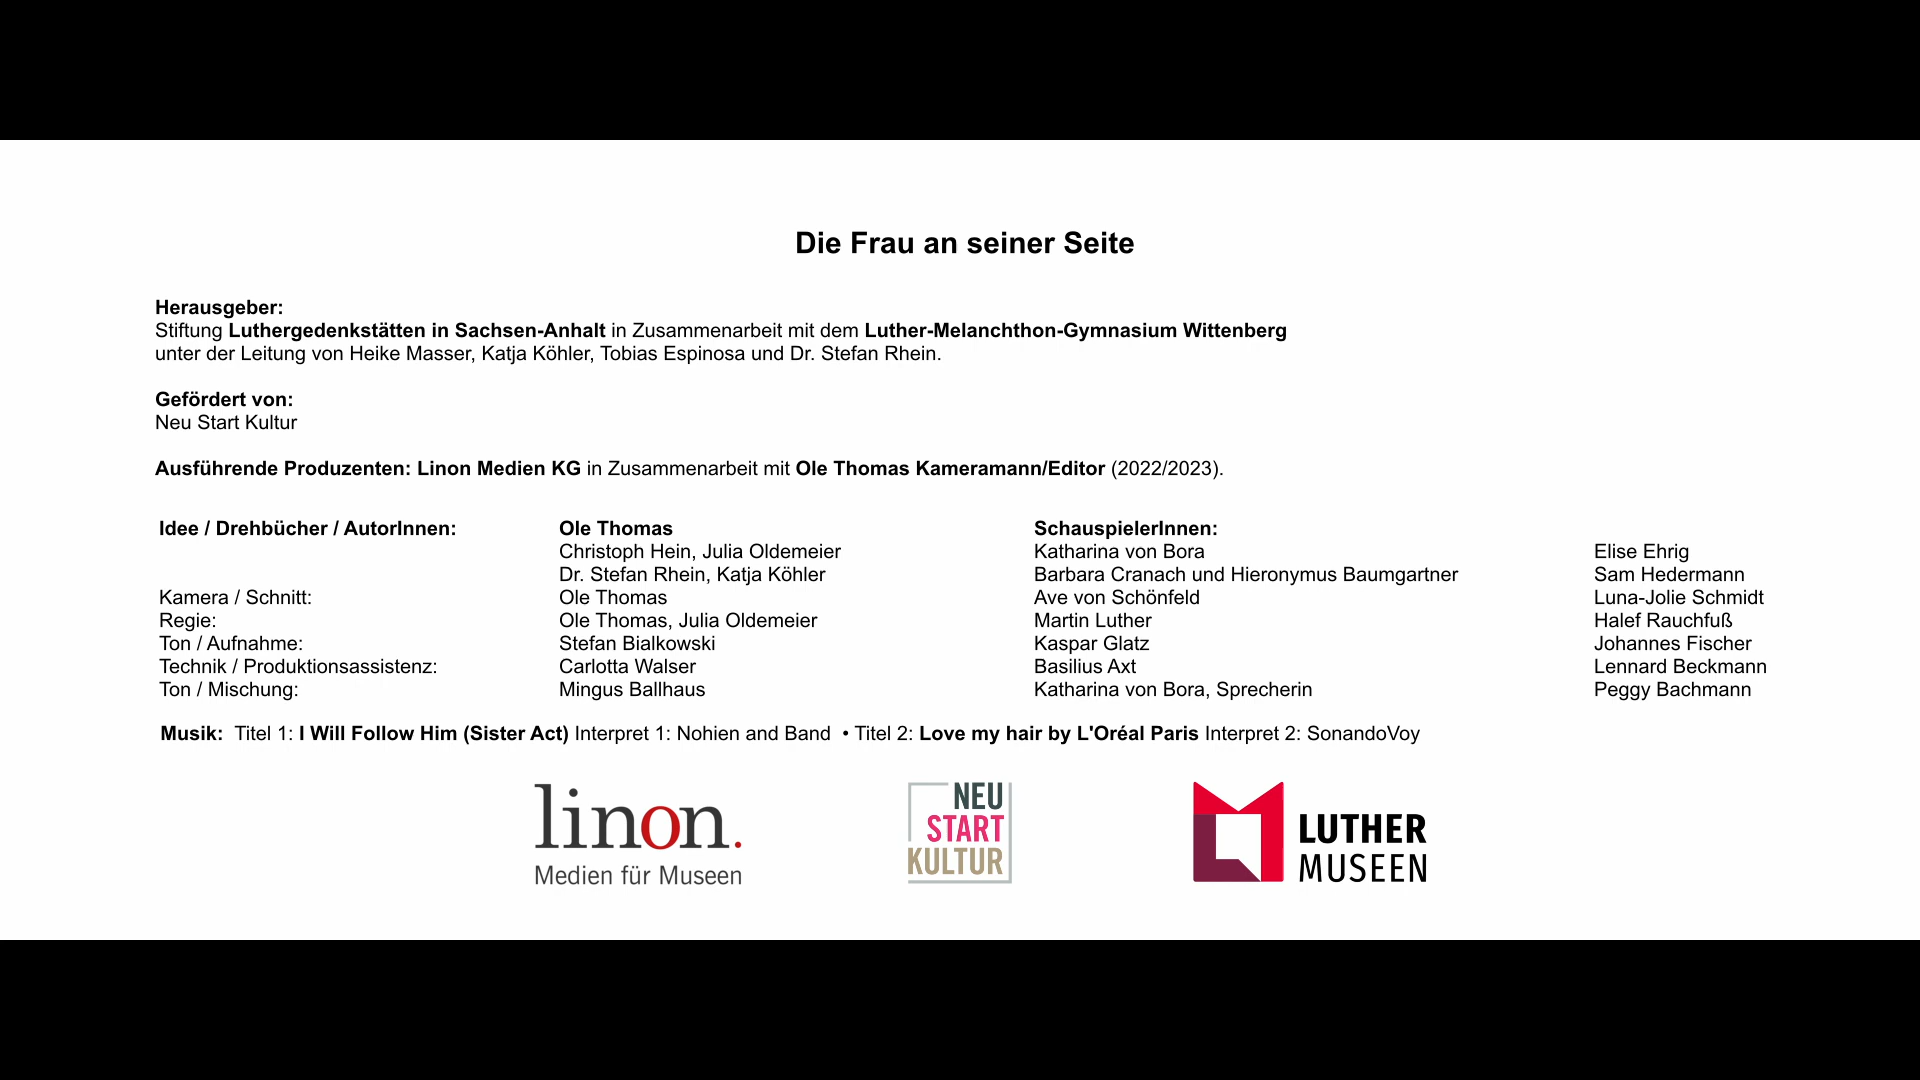 Die Frau an seiner Seite
Herausgeber:
Stiftung Luthergedenkstätten in Sachsen-Anhalt in Zusammenarbeit mit dem Luther-Melanchthon-Gymnasium Wittenberg
unter der Leitung von Heike Masser, Katja Köhler, Tobias Espinosa und Dr. Stefan Rhein.
Gefördert von:
Neu Start Kultur
Ausführende Produzenten: Linon Medien KG in Zusammenarbeit mit Ole Thomas Kameramann/Editor (2022/2023).
Idee / Drehbücher / AutorInnen: Ole Thomas
Christoph Hein, Julia Oldemeier
Dr. Stefan Rhein, Katja Köhler
Kamera / Schnitt: Ole Thomas
Regie: Ole Thomas, Julia Oldemeier
Ton / Aufnahme: Stefan Bialkowski
Technik / Produktionsassistenz: Carlotta Walser
Ton / Mischung: Mingus Ballhaus
SchauspielerInnen:
Katharina von Bora Elise Ehrig
Barbara Cranach und Hieronymus Baumgartner Sam Hedermann
Ave von Schönfeld Luna-Jolie Schmidt
Martin Luther Halef Rauchfuß
Kaspar Glatz Johannes Fischer
Basilius Axt Lennard Beckmann
Katharina von Bora, Sprecherin Peggy Bachmann
Musik: Titel 1: I Will Follow Him (Sister Act) Interpret 1: Nohien and Band • Titel 2: Love my hair by L'Oréal Paris Interpret 2: SonandoVoy
linon.
Medien für Museen
NEU
START
KULTUR
LUTHER
MUSEEN